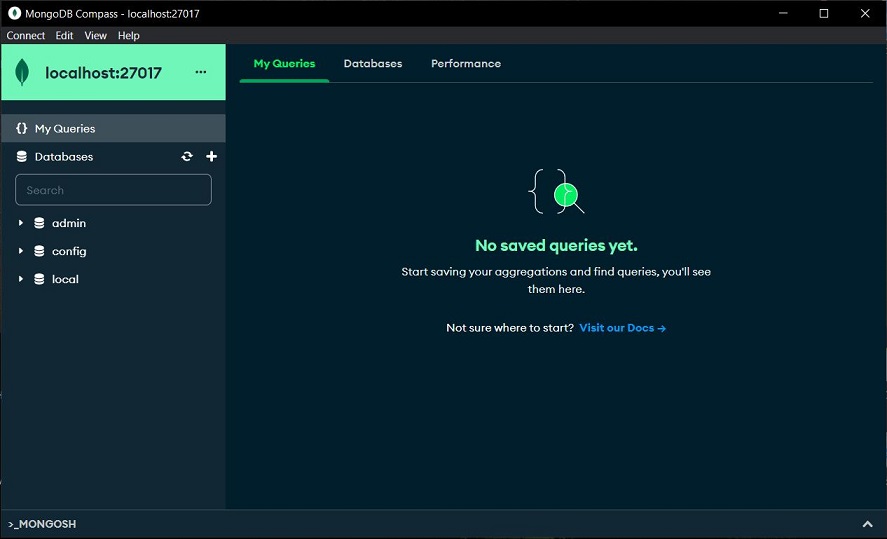 MongoDB Compass - localhost:27017
Connect Edit View Help
localhost:27017 ...
My Queries Databases Performance
{} My Queries
Databases
Search
admin
config
local
No saved queries yet.
Start saving your aggregations and find queries, you'll see
them here.
Not sure where to start? Visit our Docs →
>_MONGOSH